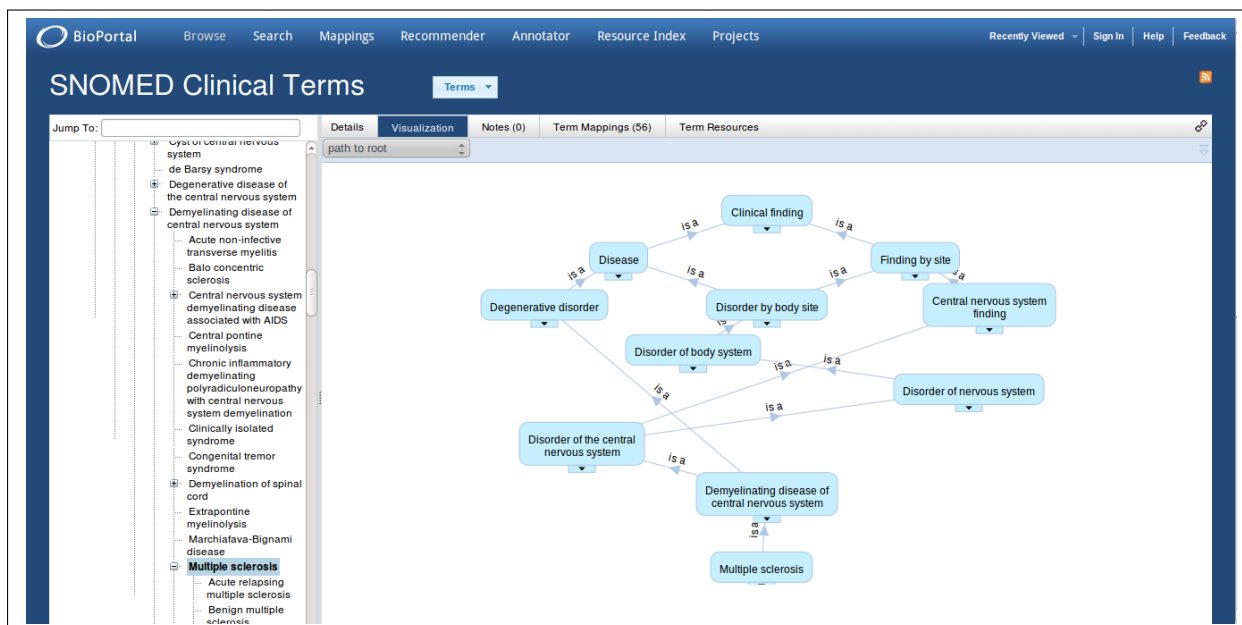 BioPortal Browse Search Mappings Recommender Annotator Resource Index Projects Recently Viewed Sign In Help Feedback
SNOMED Clinical Terms
Terms
Jump To:
Cyst of central nervous
system
de Barsy syndrome
Degenerative disease of
the central nervous system
Demyelinating disease of
central nervous system
Acute non-infective
transverse myelitis
Balo concentric
sclerosis
Central nervous system
demyelinating disease
associated with AIDS
Central pontine
myelinolysis
Chronic inflammatory
demyelinating
polyradiculoneuropathy
with central nervous
system demyelination
Clinically isolated
syndrome
Congenital tremor
syndrome
Demyelination of spinal
cord
Extrapontine
myelinolysis
Marchiafava-Bignami
disease
Multiple sclerosis
Acute relapsing
multiple sclerosis
Benign multiple
sclerosis
Details Visualization Notes (0) Term Mappings (56) Term Resources
path to root
Clinical finding
is a
is a
Disease
Finding by site
is a
is a
is a
is a
Degenerative disorder
Disorder by body site
Central nervous system
finding
is
Disorder of body system
is a
is a
Disorder of nervous system
is a
is a
Disorder of the central
nervous system
is a
Demyelinating disease of
central nervous system
is a
Multiple sclerosis